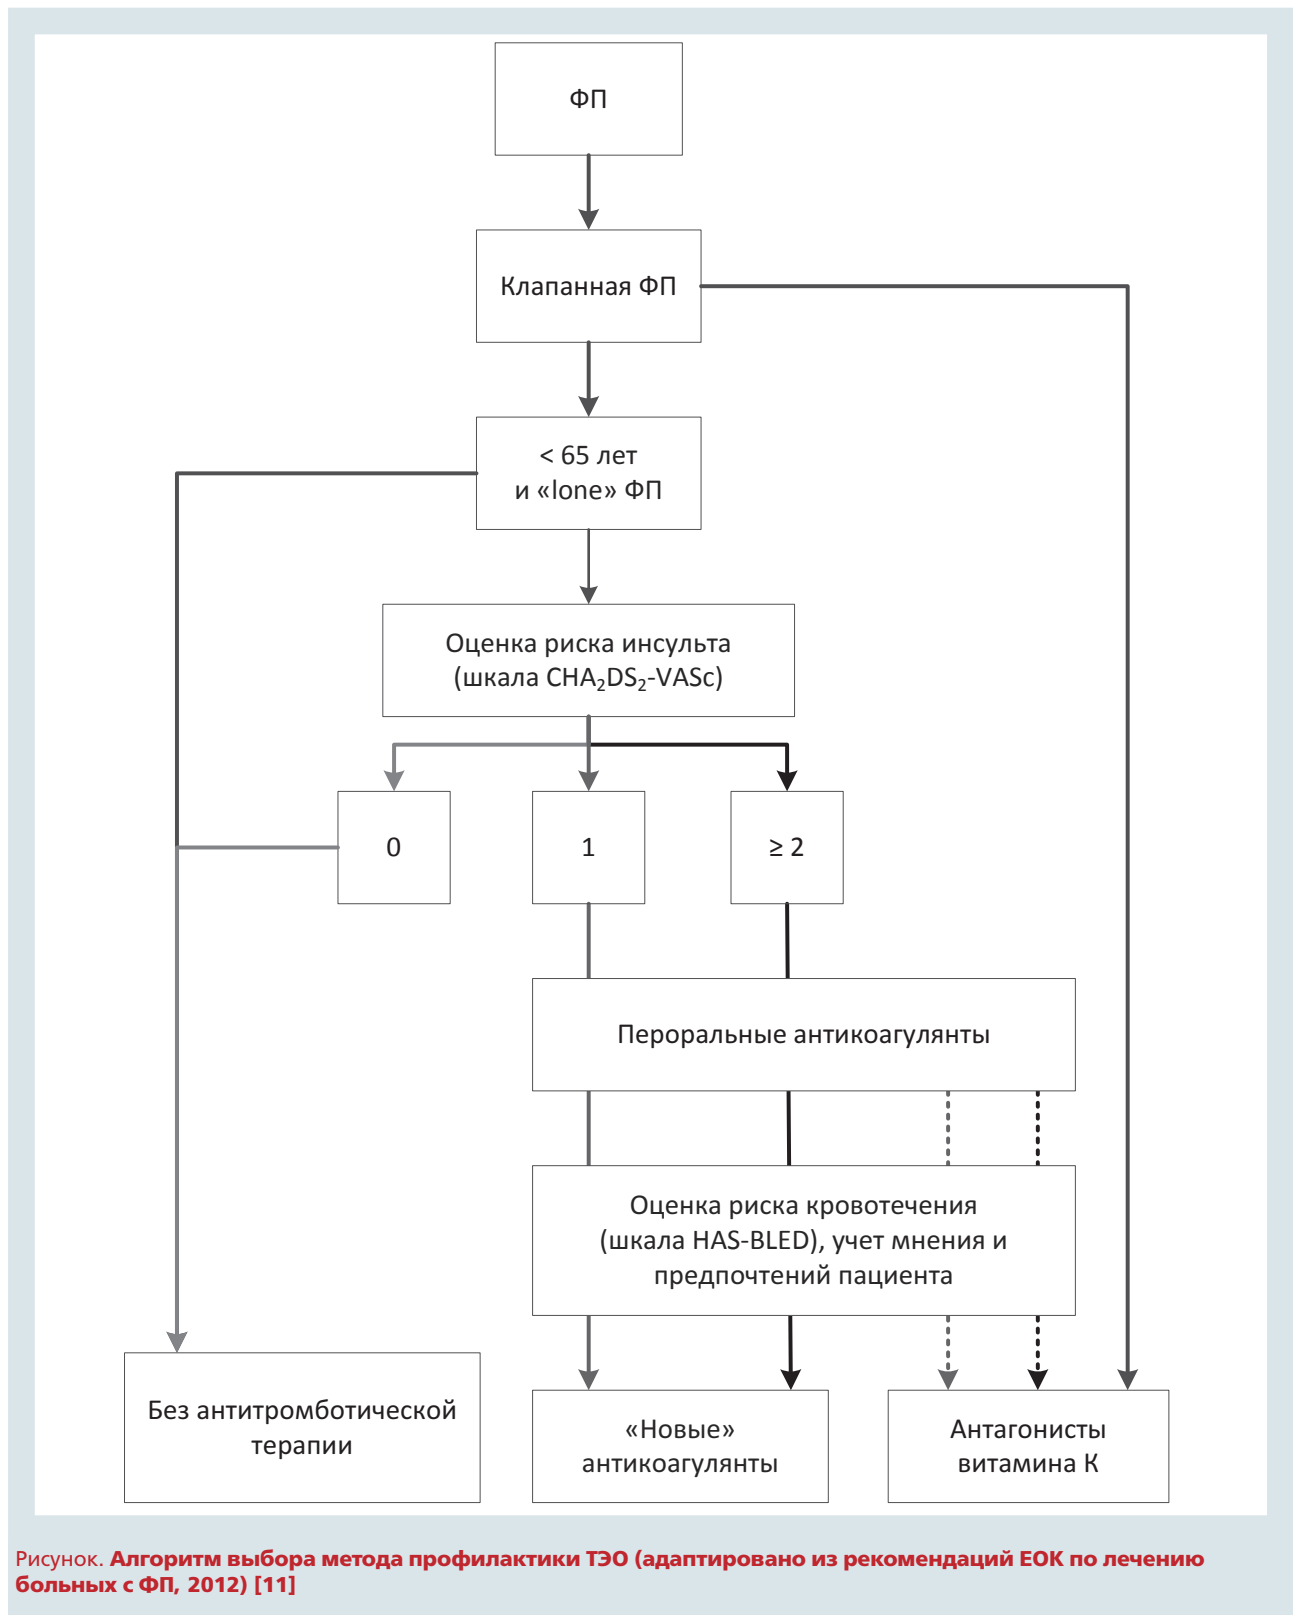 ФП
Клапанная ФП
< 65 лет
и «lone» ФП
Оценка риска инсульта
(шкала CHA₂DS₂-VASc)
0
1
≥ 2
Пероральные антикоагулянты
Оценка риска кровотечения
(шкала HAS-BLED), учет мнения и
предпочтений пациента
Без антитромботической
терапии
«Новые»
антикоагулянты
Антагонисты
витамина К
Рисунок. Алгоритм выбора метода профилактики ТЭО (адаптировано из рекомендаций ЕОК по лечению
больных с ФП, 2012) [11]